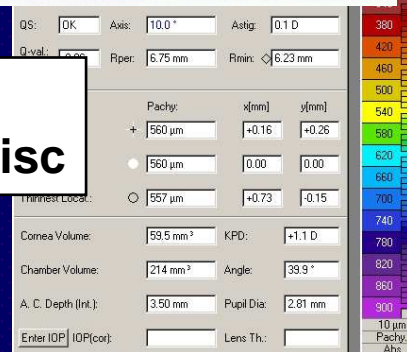 QS: OK Axis: 10.0 ° Astig: 0.1 D
Q-val.: Rper: 6.75 mm Rmin: 6.23 mm
isc
Pachy: x[mm] y[mm]
+ 560 µm +0.16 +0.26
560 µm 0.00 0.00
Thinnest Locat.: 557 µm +0.73 -0.15
Cornea Volume: 59.5 mm³ KPD: +1.1 D
Chamber Volume: 214 mm³ Angle: 39.9 °
A. C. Depth (Int.): 3.50 mm Pupil Dia: 2.81 mm
Enter IOP IOP(cor): Lens Th.:
380
420
460
500
540
580
620
660
700
740
780
820
860
900
10 µm
Pachy
Abs